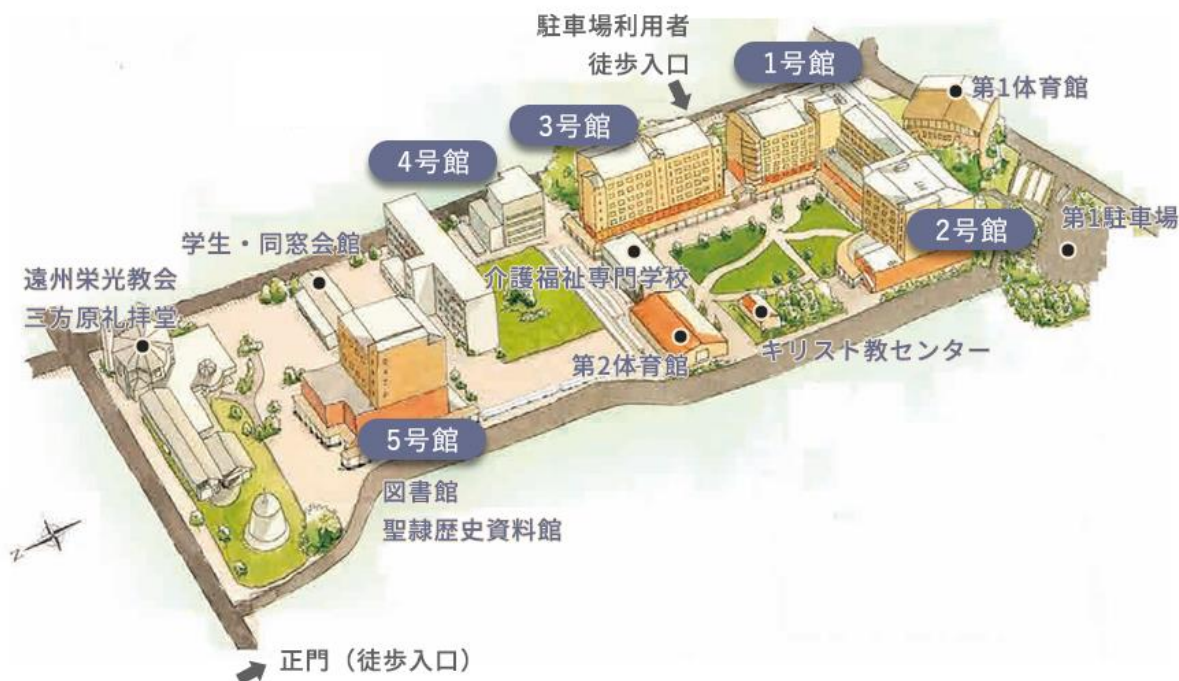 駐車場利用者
徒歩入口
1号館
第1体育館
3号館
4号館
第1駐車場
2号館
学生・同窓会館
介護福祉専門学校
遠州栄光教会
三方原礼拝堂
第2体育館
キリスト教センター
5号館
図書館
聖隷歴史資料館
N
正門（徒歩入口）